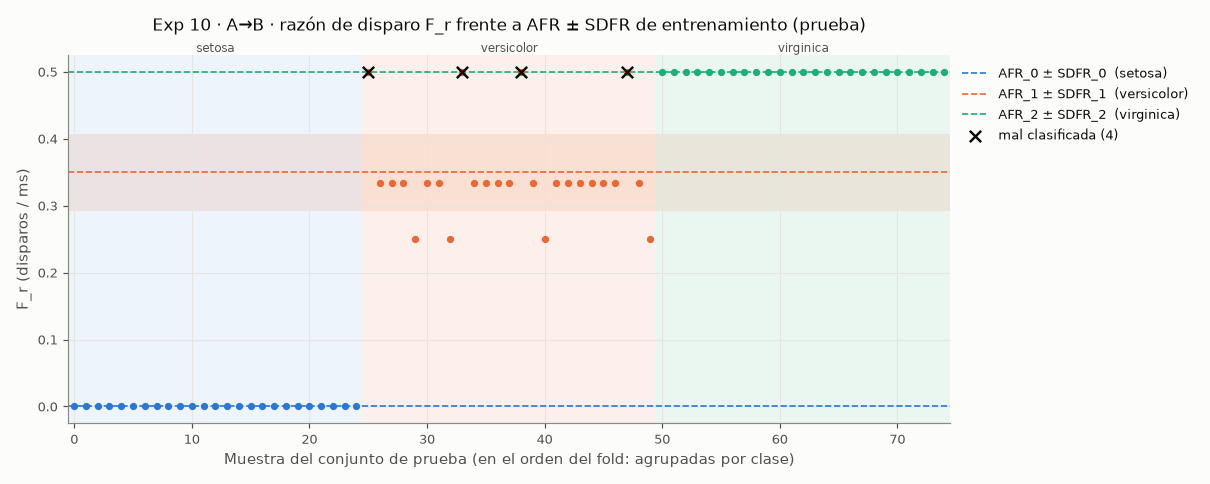 Exp 10 · A→B · razón de disparo F_r frente a AFR ± SDFR de entrenamiento (prueba)
setosa versicolor virginica
F_r (disparos / ms)
0.5
0.4
0.3
0.2
0.1
0.0
0 10 20 30 40 50 60 70
Muestra del conjunto de prueba (en el orden del fold: agrupadas por clase)
AFR_0 ± SDFR_0 (setosa)
AFR_1 ± SDFR_1 (versicolor)
AFR_2 ± SDFR_2 (virginica)
mal clasificada (4)